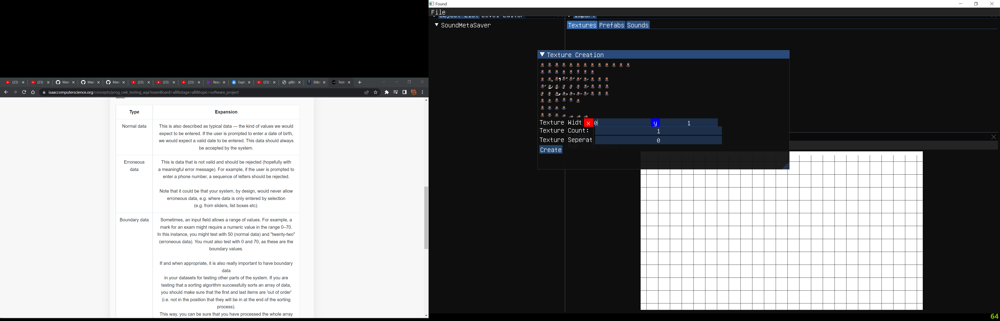 (23)
(23)
Mari
Mari
Mari
(23)
(23)
(23)
Resu
Explo
(23)
glBin
Ekko
Testi
isaaccomputerscience.org/concepts/prog_cwk_testing_aqa?examBoard=all&stage=all&topic=software_project
data.
Type
Expansion
Normal data
This is also described as typical data — the kind of values we would
expect to be entered. If the user is prompted to enter a date of birth,
we would expect a valid date to be entered. This data should always
be accepted by the system.
Erroneous
data
This is data that is not valid and should be rejected (hopefully with
a meaningful error message). For example, if the user is prompted to
enter a phone number, a sequence of letters should be rejected.
Note that it could be that your system, by design, would never allow
erroneous data, e.g. where data is only entered by selection
(e.g. from sliders, list boxes etc).
Boundary data
Sometimes, an input field allows a range of values. For example, a
mark for an exam might require a numeric value in the range 0–70.
In this instance, you might test with 50 (normal data) and "twenty-two"
(erroneous data). You must also test with 0 and 70, as these are the
boundary values.
If and when appropriate, it is also really important to have boundary
data
in your datasets for testing other parts of the system. If you are
testing that a sorting algorithm successfully sorts an array of data,
you should make sure that the first and last items are 'out of order'
(i.e. not in the position that they will be in at the end of the sorting
process).
This way, you can be sure that you have processed the whole array
Found
File
Object List Level Editor
Import
SoundMetaSaver
Textures Prefabs Sounds
Texture Creation
Texture Widt x 0 y 1
Texture Count: 1
Texture Seperat 0
Create
64